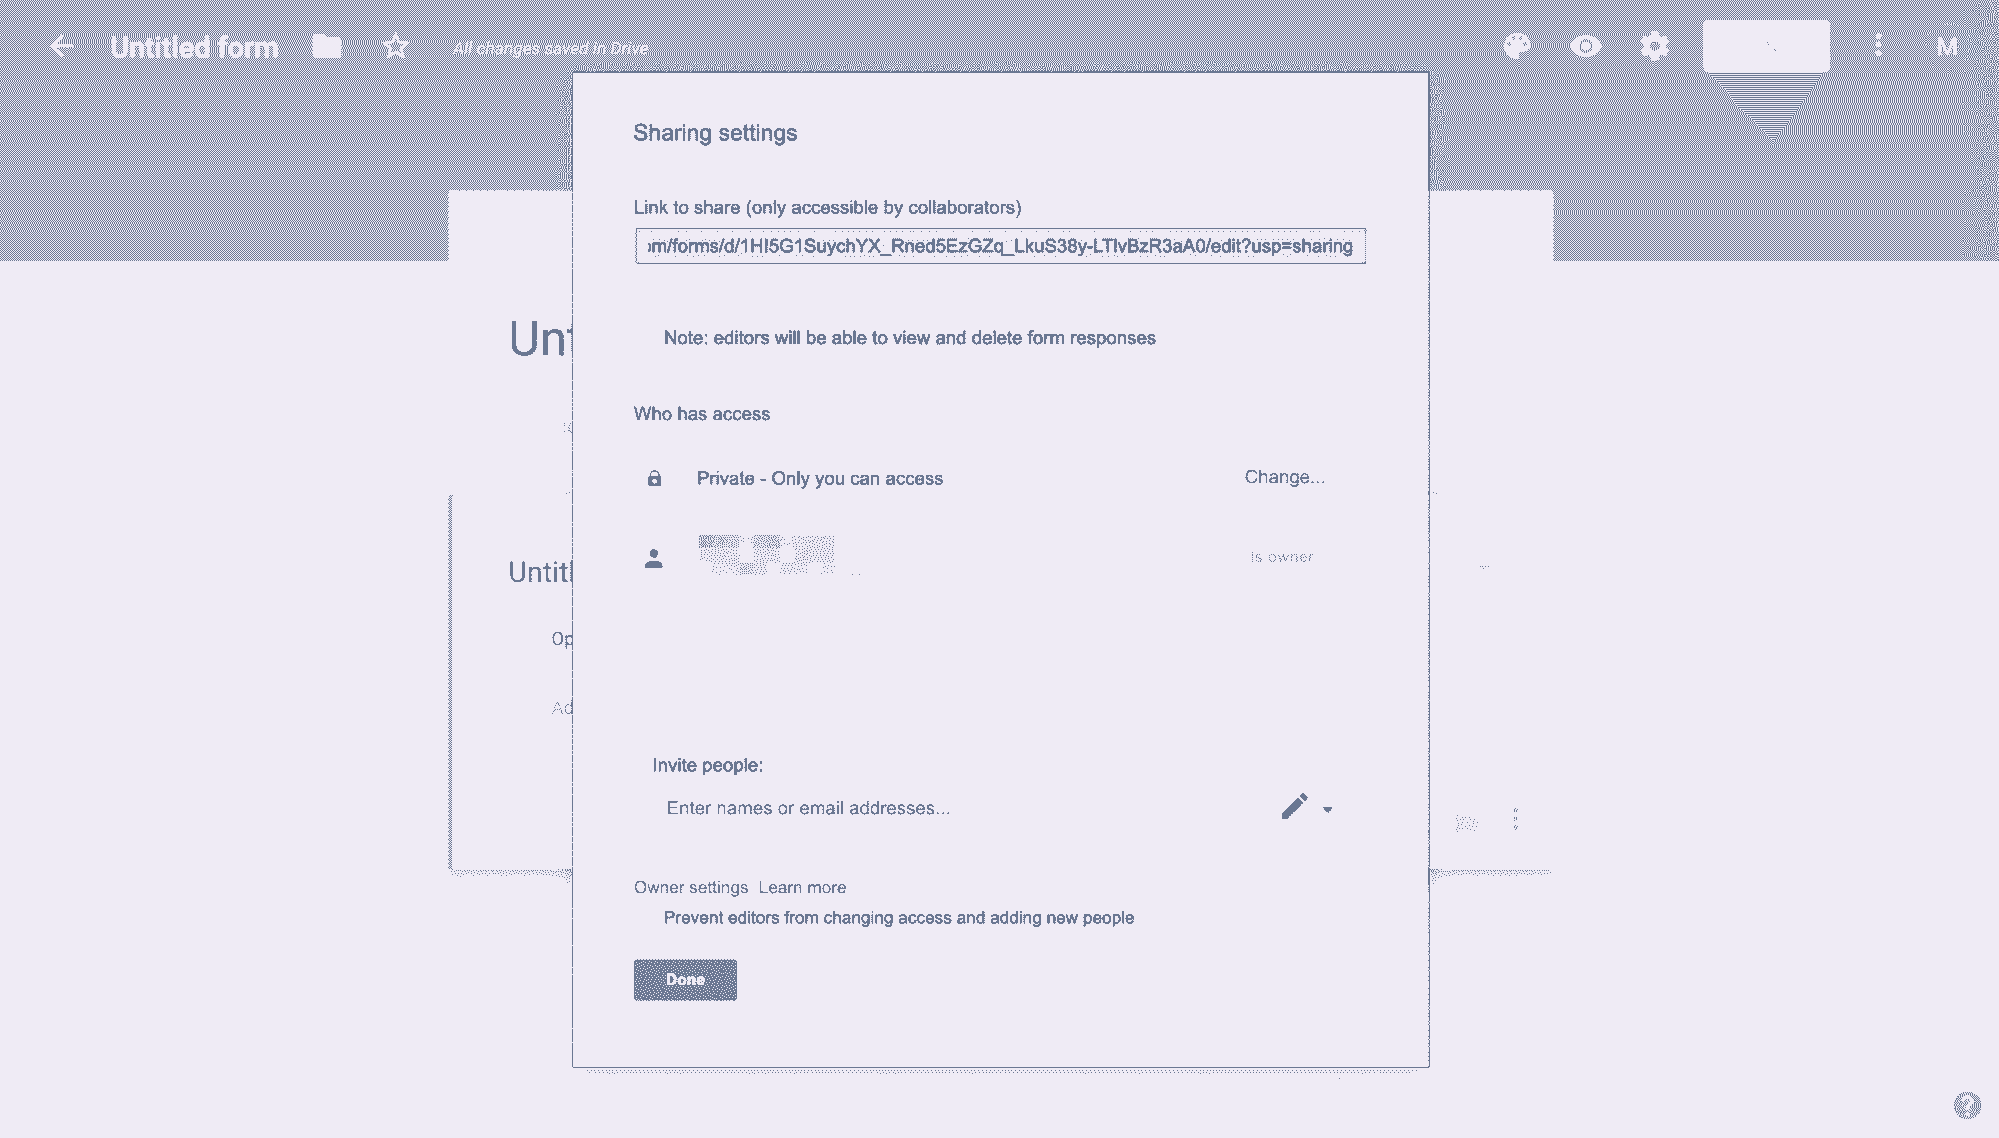 Untitled form
All changes saved in Drive
M
Sharing settings
Link to share (only accessible by collaborators)
m/forms/d/1HI5G1SuychYX_Rned5EzGZq_LkuS38y-LTlvBzR3aA0/edit?usp=sharing
Note: editors will be able to view and delete form responses
Who has access
Private - Only you can access
Change...
Is owner
Unt
Untitl
Op
Ad
Invite people:
Enter names or email addresses...
Owner settings Learn more
Prevent editors from changing access and adding new people
Done